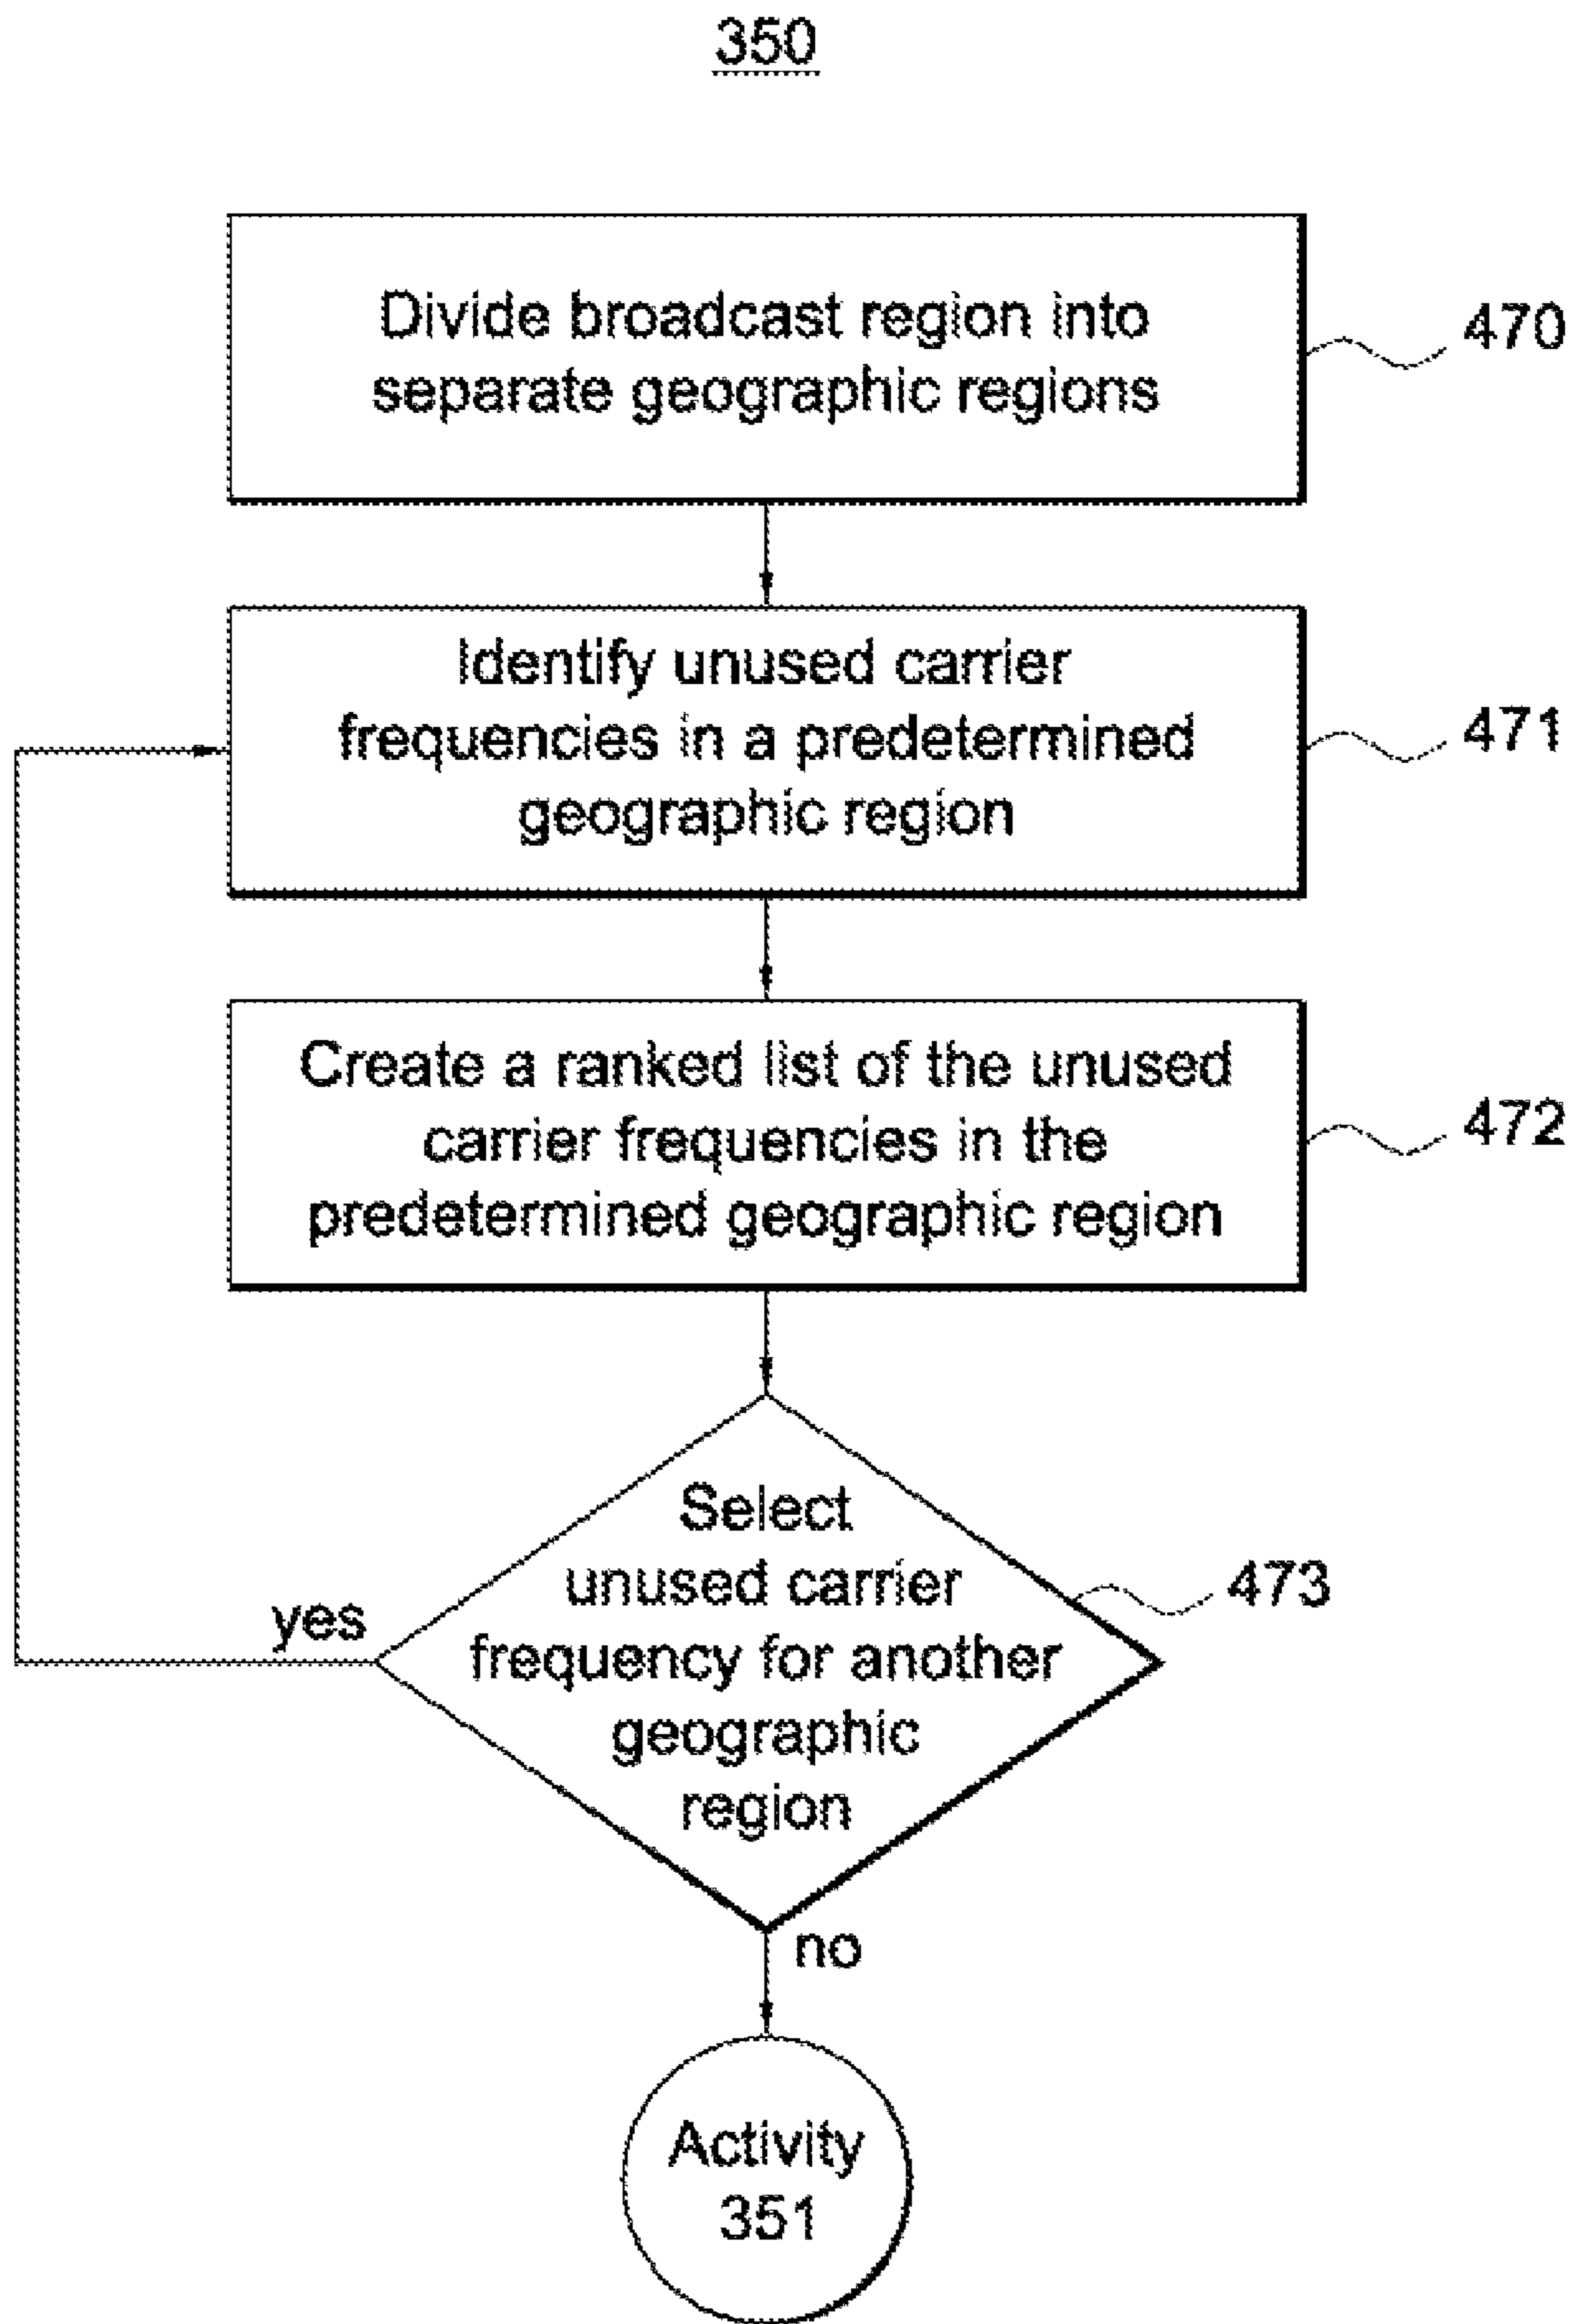 350
Divide broadcast region into
separate geographic regions
470
Identify unused carrier
frequencies in a predetermined
geographic region
471
Create a ranked list of the unused
carrier frequencies in the
predetermined geographic region
472
Select
unused carrier
frequency for another
geographic
region
473
yes
no
Activity
351